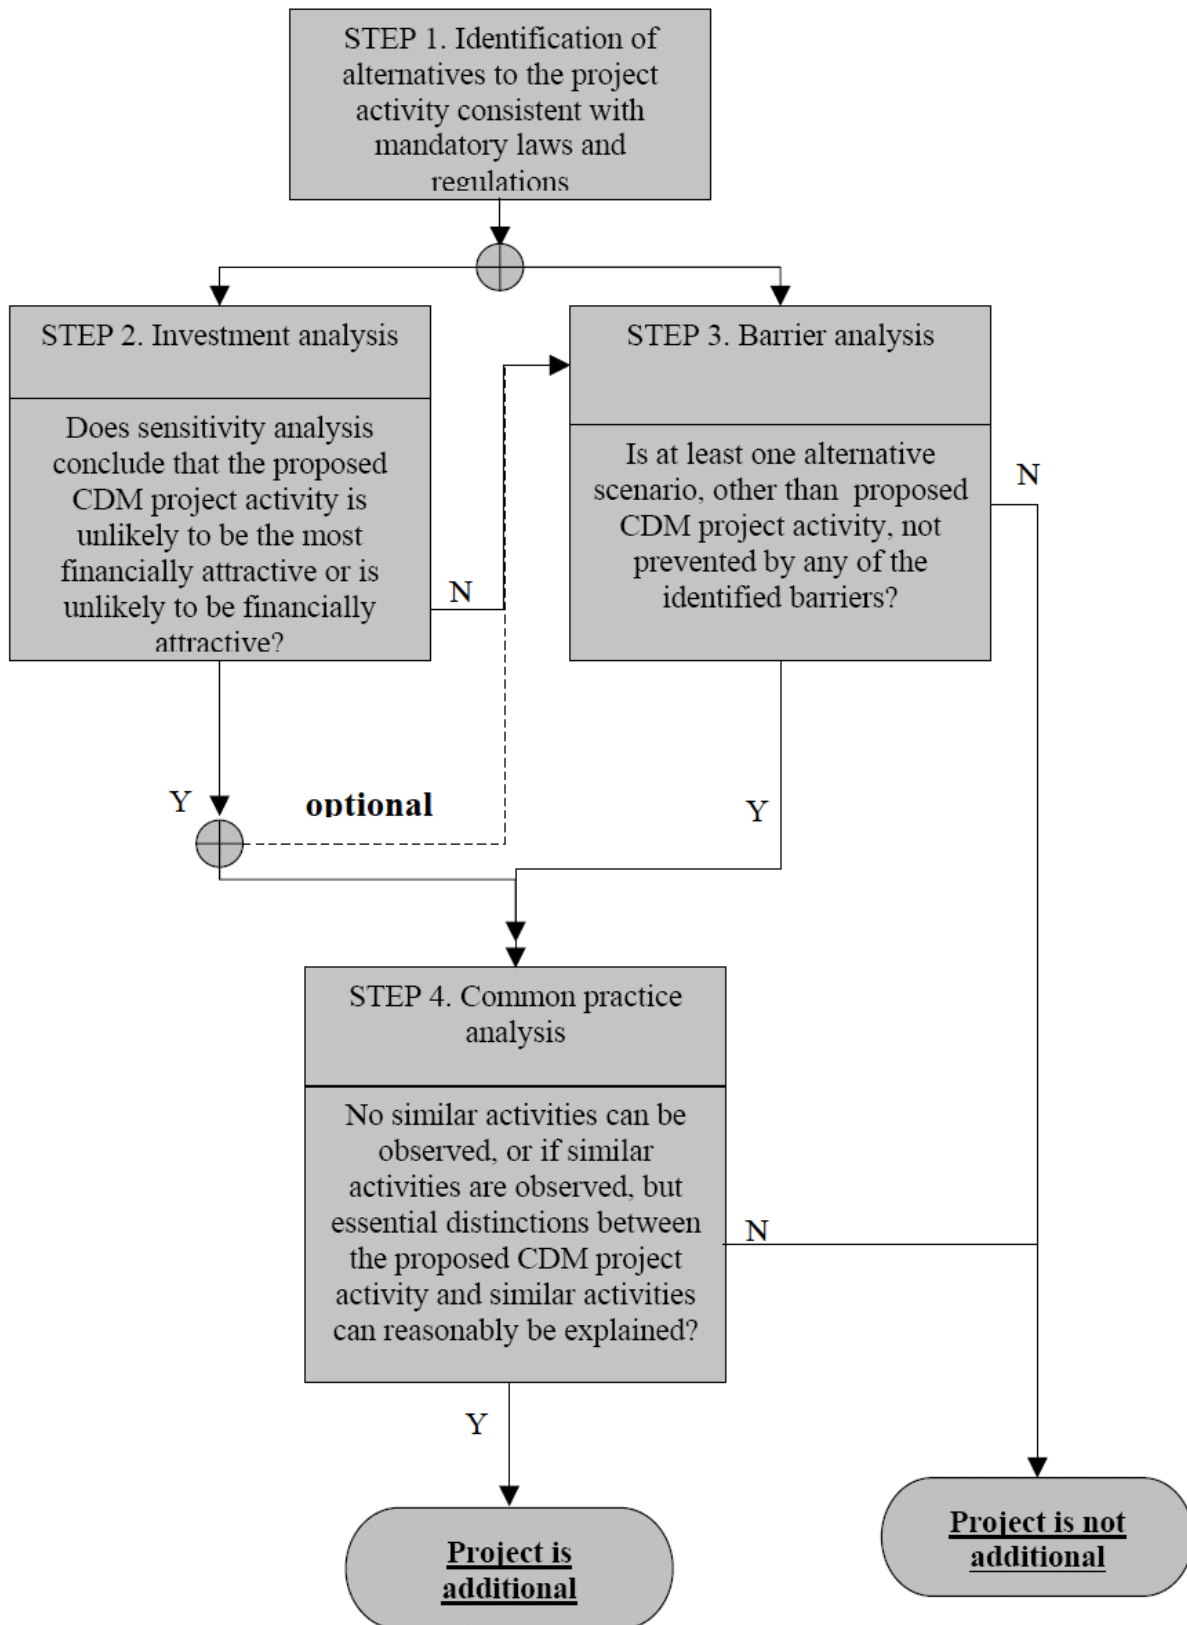 STEP 1. Identification of
alternatives to the project
activity consistent with
mandatory laws and
regulations
STEP 2. Investment analysis
Does sensitivity analysis
conclude that the proposed
CDM project activity is
unlikely to be the most
financially attractive or is
unlikely to be financially
attractive?
N
Y
optional
STEP 3. Barrier analysis
Is at least one alternative
scenario, other than proposed
CDM project activity, not
prevented by any of the
identified barriers?
N
Y
STEP 4. Common practice
analysis
No similar activities can be
observed, or if similar
activities are observed, but
essential distinctions between
the proposed CDM project
activity and similar activities
can reasonably be explained?
N
Y
Project is
additional
Project is not
additional